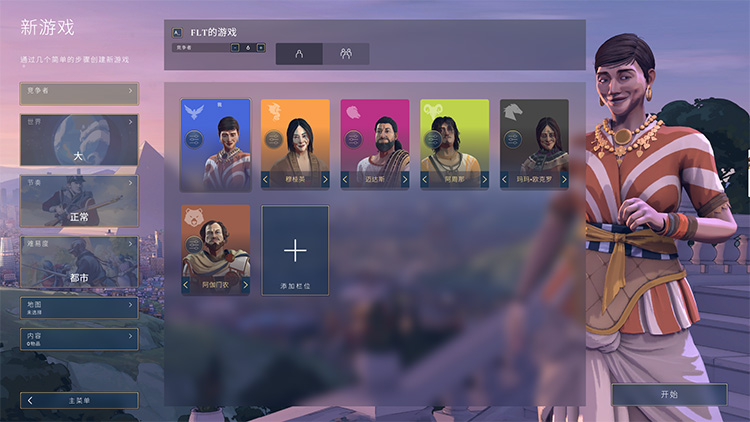 新游戏
通过几个简单的步骤创建新游戏
竞争者
世界
大
节奏
正常
难易度
都市
地图
未选择
内容
0物品
主菜单
FLT的游戏
竞争者
6
我
穆桂英
迈达斯
玛玛·欧克罗
阿伽门农
添加栏位
开始